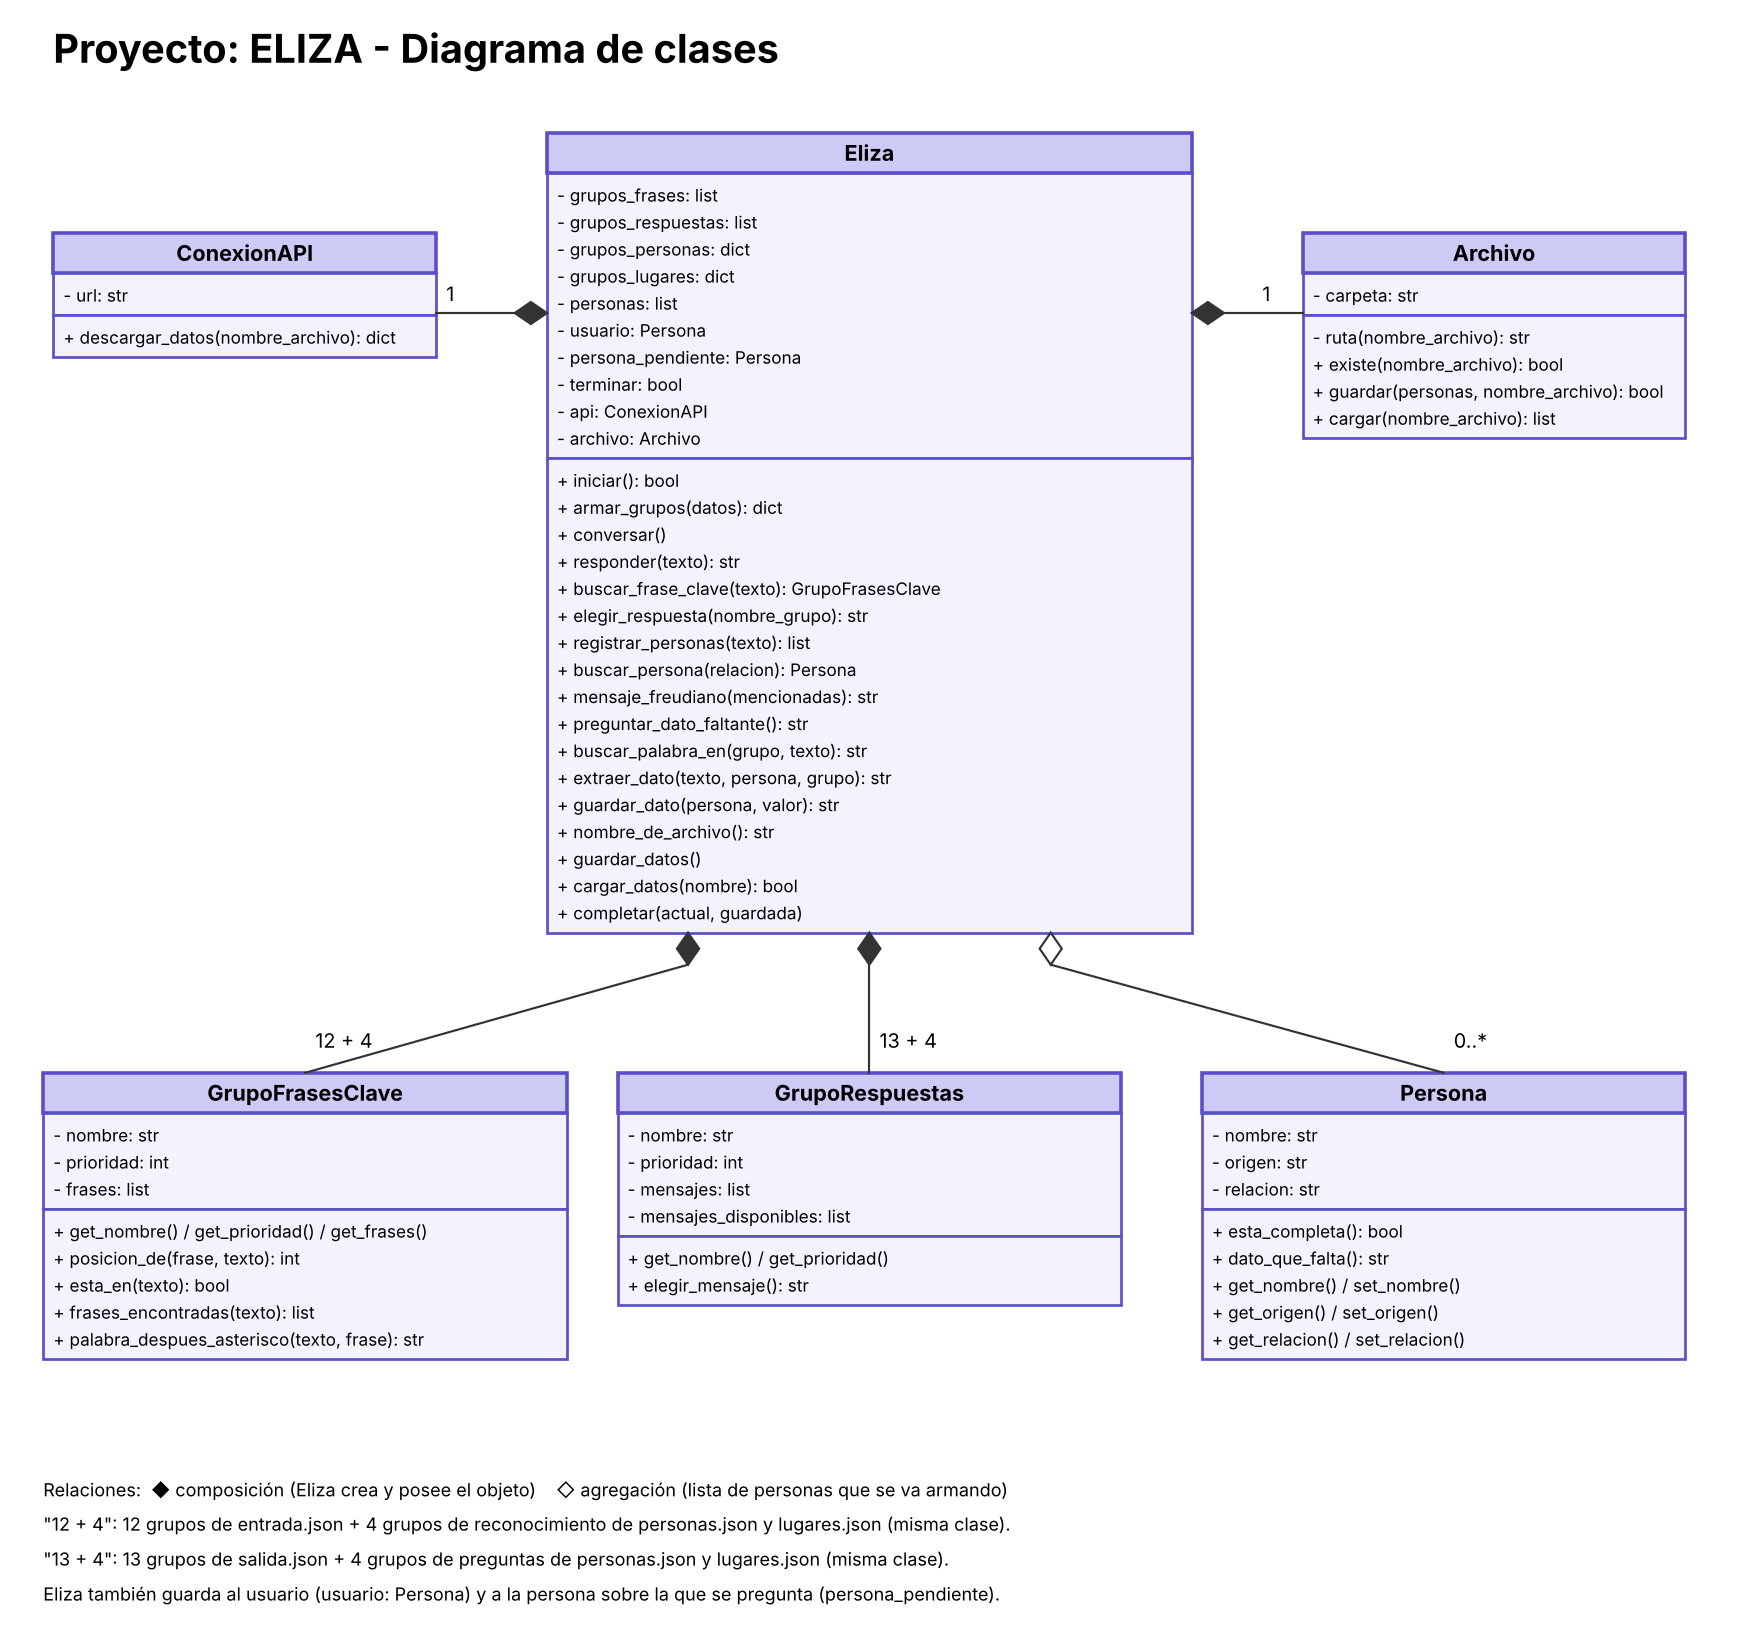 Proyecto: ELIZA - Diagrama de clases
Eliza
- grupos_frases: list
- grupos_respuestas: list
- grupos_personas: dict
- grupos_lugares: dict
- personas: list
- usuario: Persona
- persona_pendiente: Persona
- terminar: bool
- api: ConexionAPI
- archivo: Archivo
+ iniciar(): bool
+ armar_grupos(datos): dict
+ conversar()
+ responder(texto): str
+ buscar_frase_clave(texto): GrupoFrasesClave
+ elegir_respuesta(nombre_grupo): str
+ registrar_personas(texto): list
+ buscar_persona(relacion): Persona
+ mensaje_freudiano(mencionadas): str
+ preguntar_dato_faltante(): str
+ buscar_palabra_en(grupo, texto): str
+ extraer_dato(texto, persona, grupo): str
+ guardar_dato(persona, valor): str
+ nombre_de_archivo(): str
+ guardar_datos()
+ cargar_datos(nombre): bool
+ completar(actual, guardada)
ConexionAPI
- url: str
+ descargar_datos(nombre_archivo): dict
1
1
Archivo
- carpeta: str
- ruta(nombre_archivo): str
+ existe(nombre_archivo): bool
+ guardar(personas, nombre_archivo): bool
+ cargar(nombre_archivo): list
12 + 4
13 + 4
0..*
GrupoFrasesClave
- nombre: str
- prioridad: int
- frases: list
+ get_nombre() / get_prioridad() / get_frases()
+ posicion_de(frase, texto): int
+ esta_en(texto): bool
+ frases_encontradas(texto): list
+ palabra_despues_asterisco(texto, frase): str
GrupoRespuestas
- nombre: str
- prioridad: int
- mensajes: list
- mensajes_disponibles: list
+ get_nombre() / get_prioridad()
+ elegir_mensaje(): str
Persona
- nombre: str
- origen: str
- relacion: str
+ esta_completa(): bool
+ dato_que_falta(): str
+ get_nombre() / set_nombre()
+ get_origen() / set_origen()
+ get_relacion() / set_relacion()
Relaciones: ◆ composición (Eliza crea y posee el objeto) ◇ agregación (lista de personas que se va armando)
"12 + 4": 12 grupos de entrada.json + 4 grupos de reconocimiento de personas.json y lugares.json (misma clase).
"13 + 4": 13 grupos de salida.json + 4 grupos de preguntas de personas.json y lugares.json (misma clase).
Eliza también guarda al usuario (usuario: Persona) y a la persona sobre la que se pregunta (persona_pendiente).